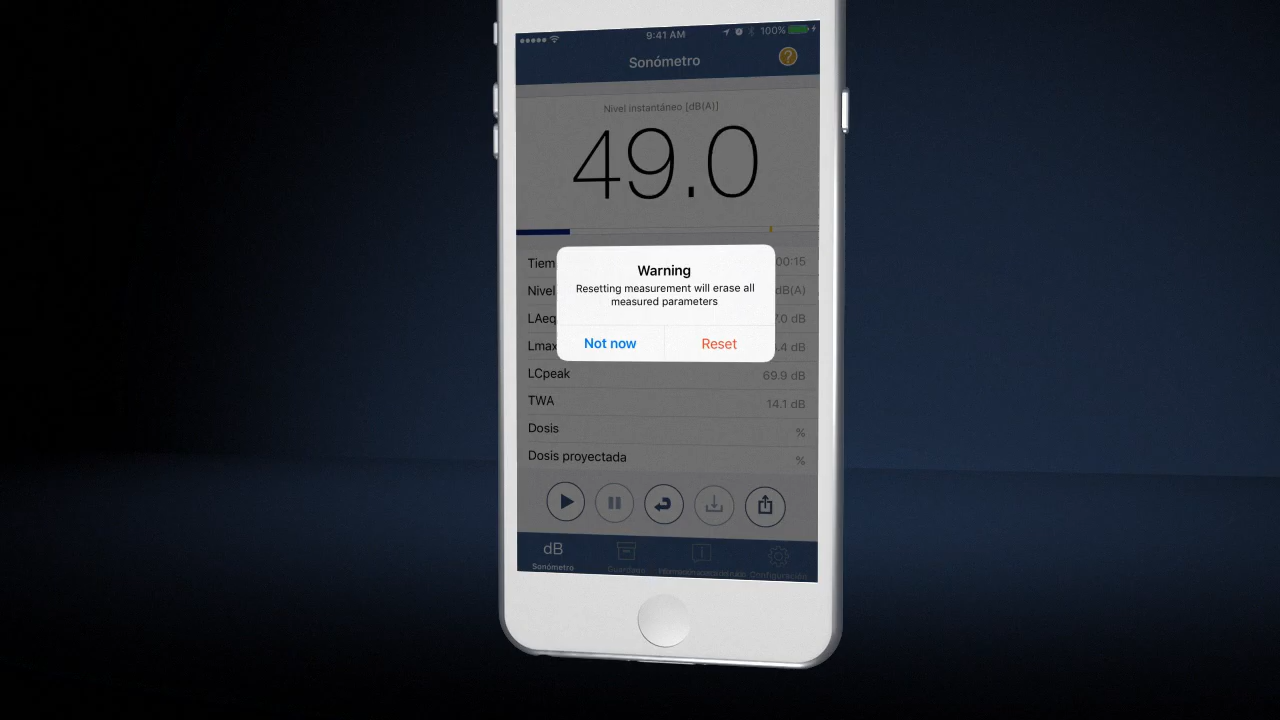 9:41 AM 100%
Sonómetro ?
Nivel instantáneo [dB(A)]
49.0
Tiem 00:15
Nivel dB(A)
LAeq .0 dB
Lmax .4 dB
Warning
Resetting measurement will erase all
measured parameters
Not now Reset
LCpeak 69.9 dB
TWA 14.1 dB
Dosis %
Dosis proyectada %
dB
Sonómetro Guardado Configuración